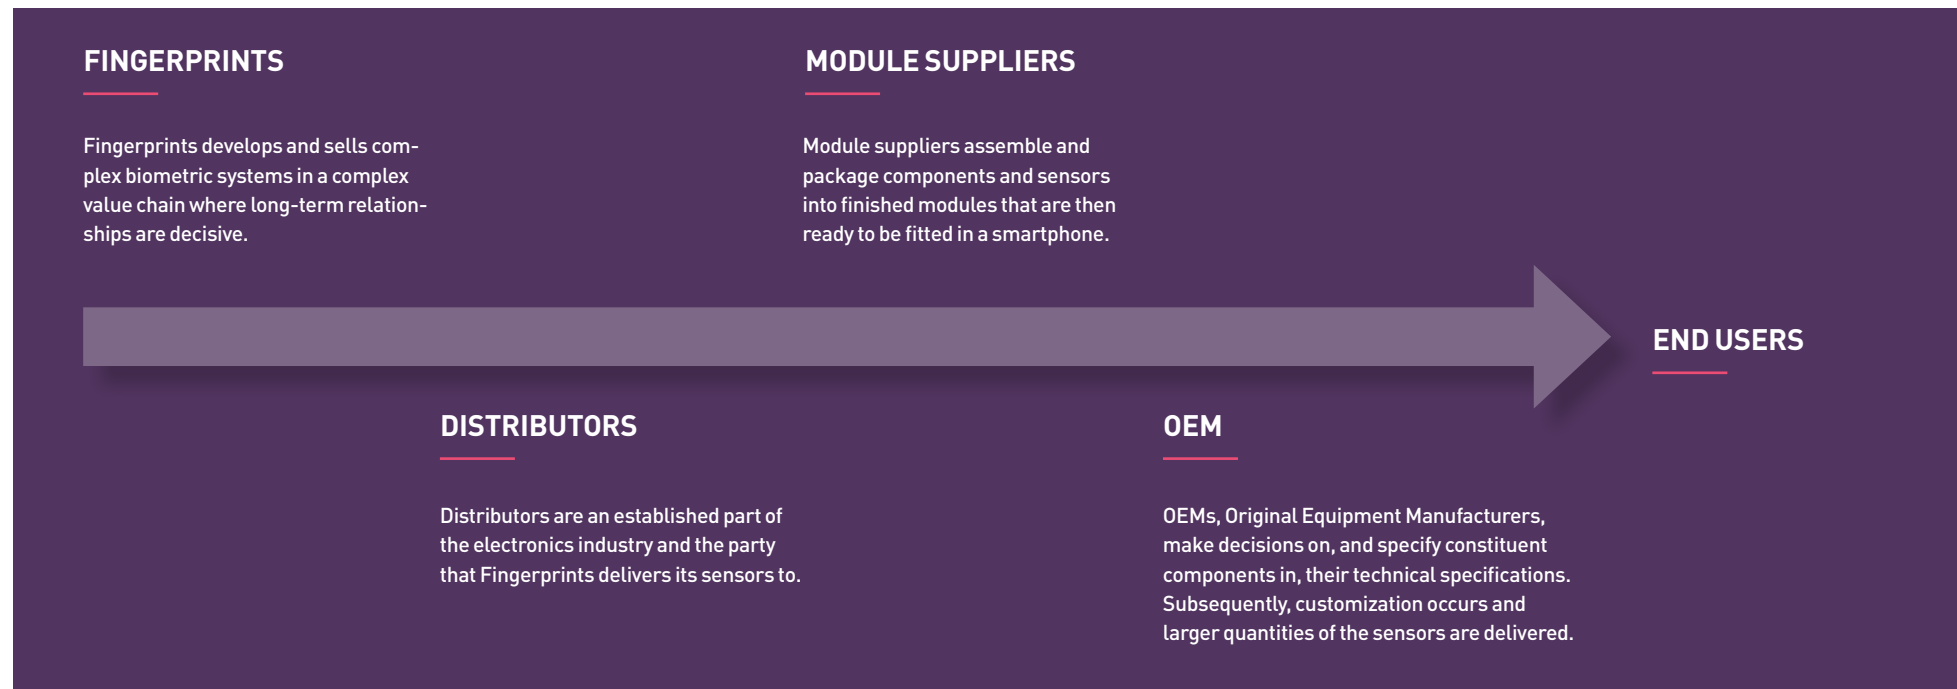 FINGERPRINTS
Fingerprints develops and sells com-
plex biometric systems in a complex
value chain where long-term relation-
ships are decisive.
MODULE SUPPLIERS
Module suppliers assemble and
package components and sensors
into finished modules that are then
ready to be fitted in a smartphone.
END USERS
DISTRIBUTORS
Distributors are an established part of
the electronics industry and the party
that Fingerprints delivers its sensors to.
OEM
OEMs, Original Equipment Manufacturers,
make decisions on, and specify constituent
components in, their technical specifications.
Subsequently, customization occurs and
larger quantities of the sensors are delivered.